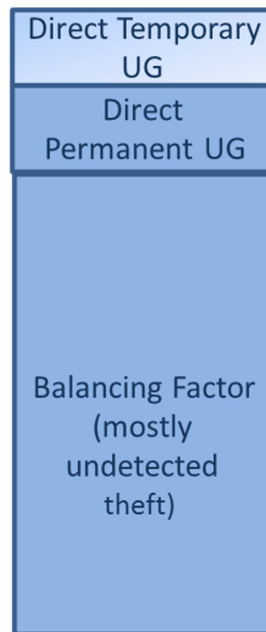 Direct Temporary
UG
Direct
Permanent UG
Balancing Factor
(mostly
undetected
theft)